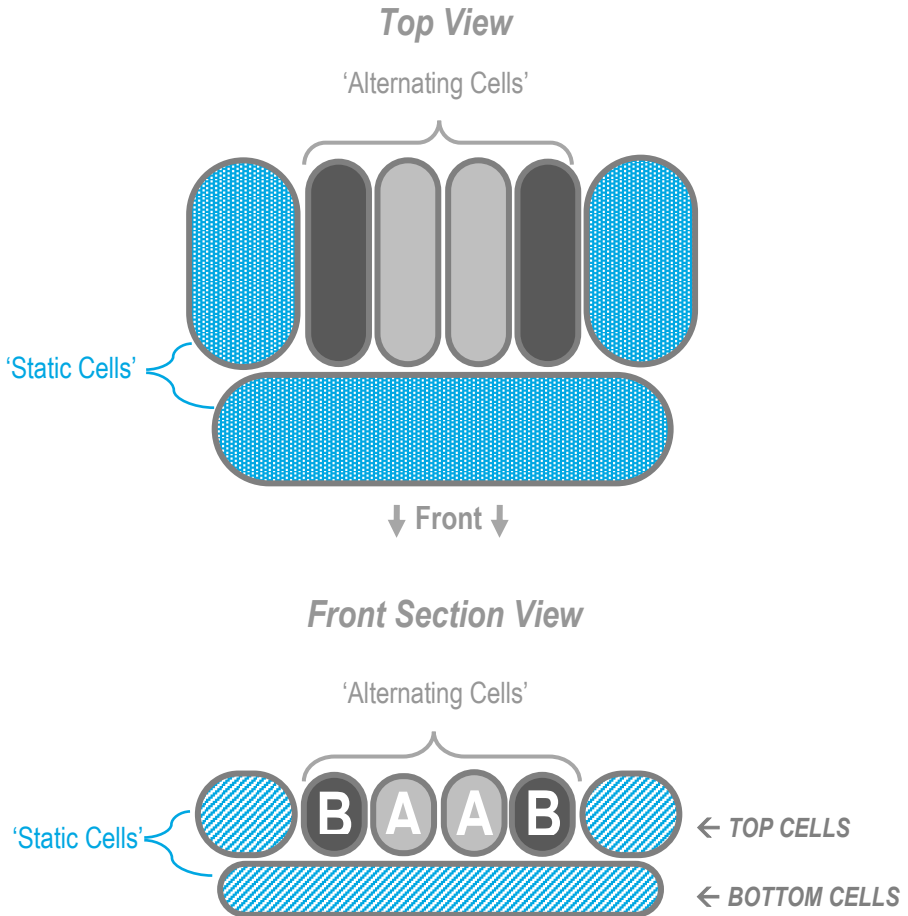 Top View
‘Alternating Cells’
‘Static Cells’
↓ Front ↓
Front Section View
‘Alternating Cells’
B A A B
‘Static Cells’
← TOP CELLS
← BOTTOM CELLS